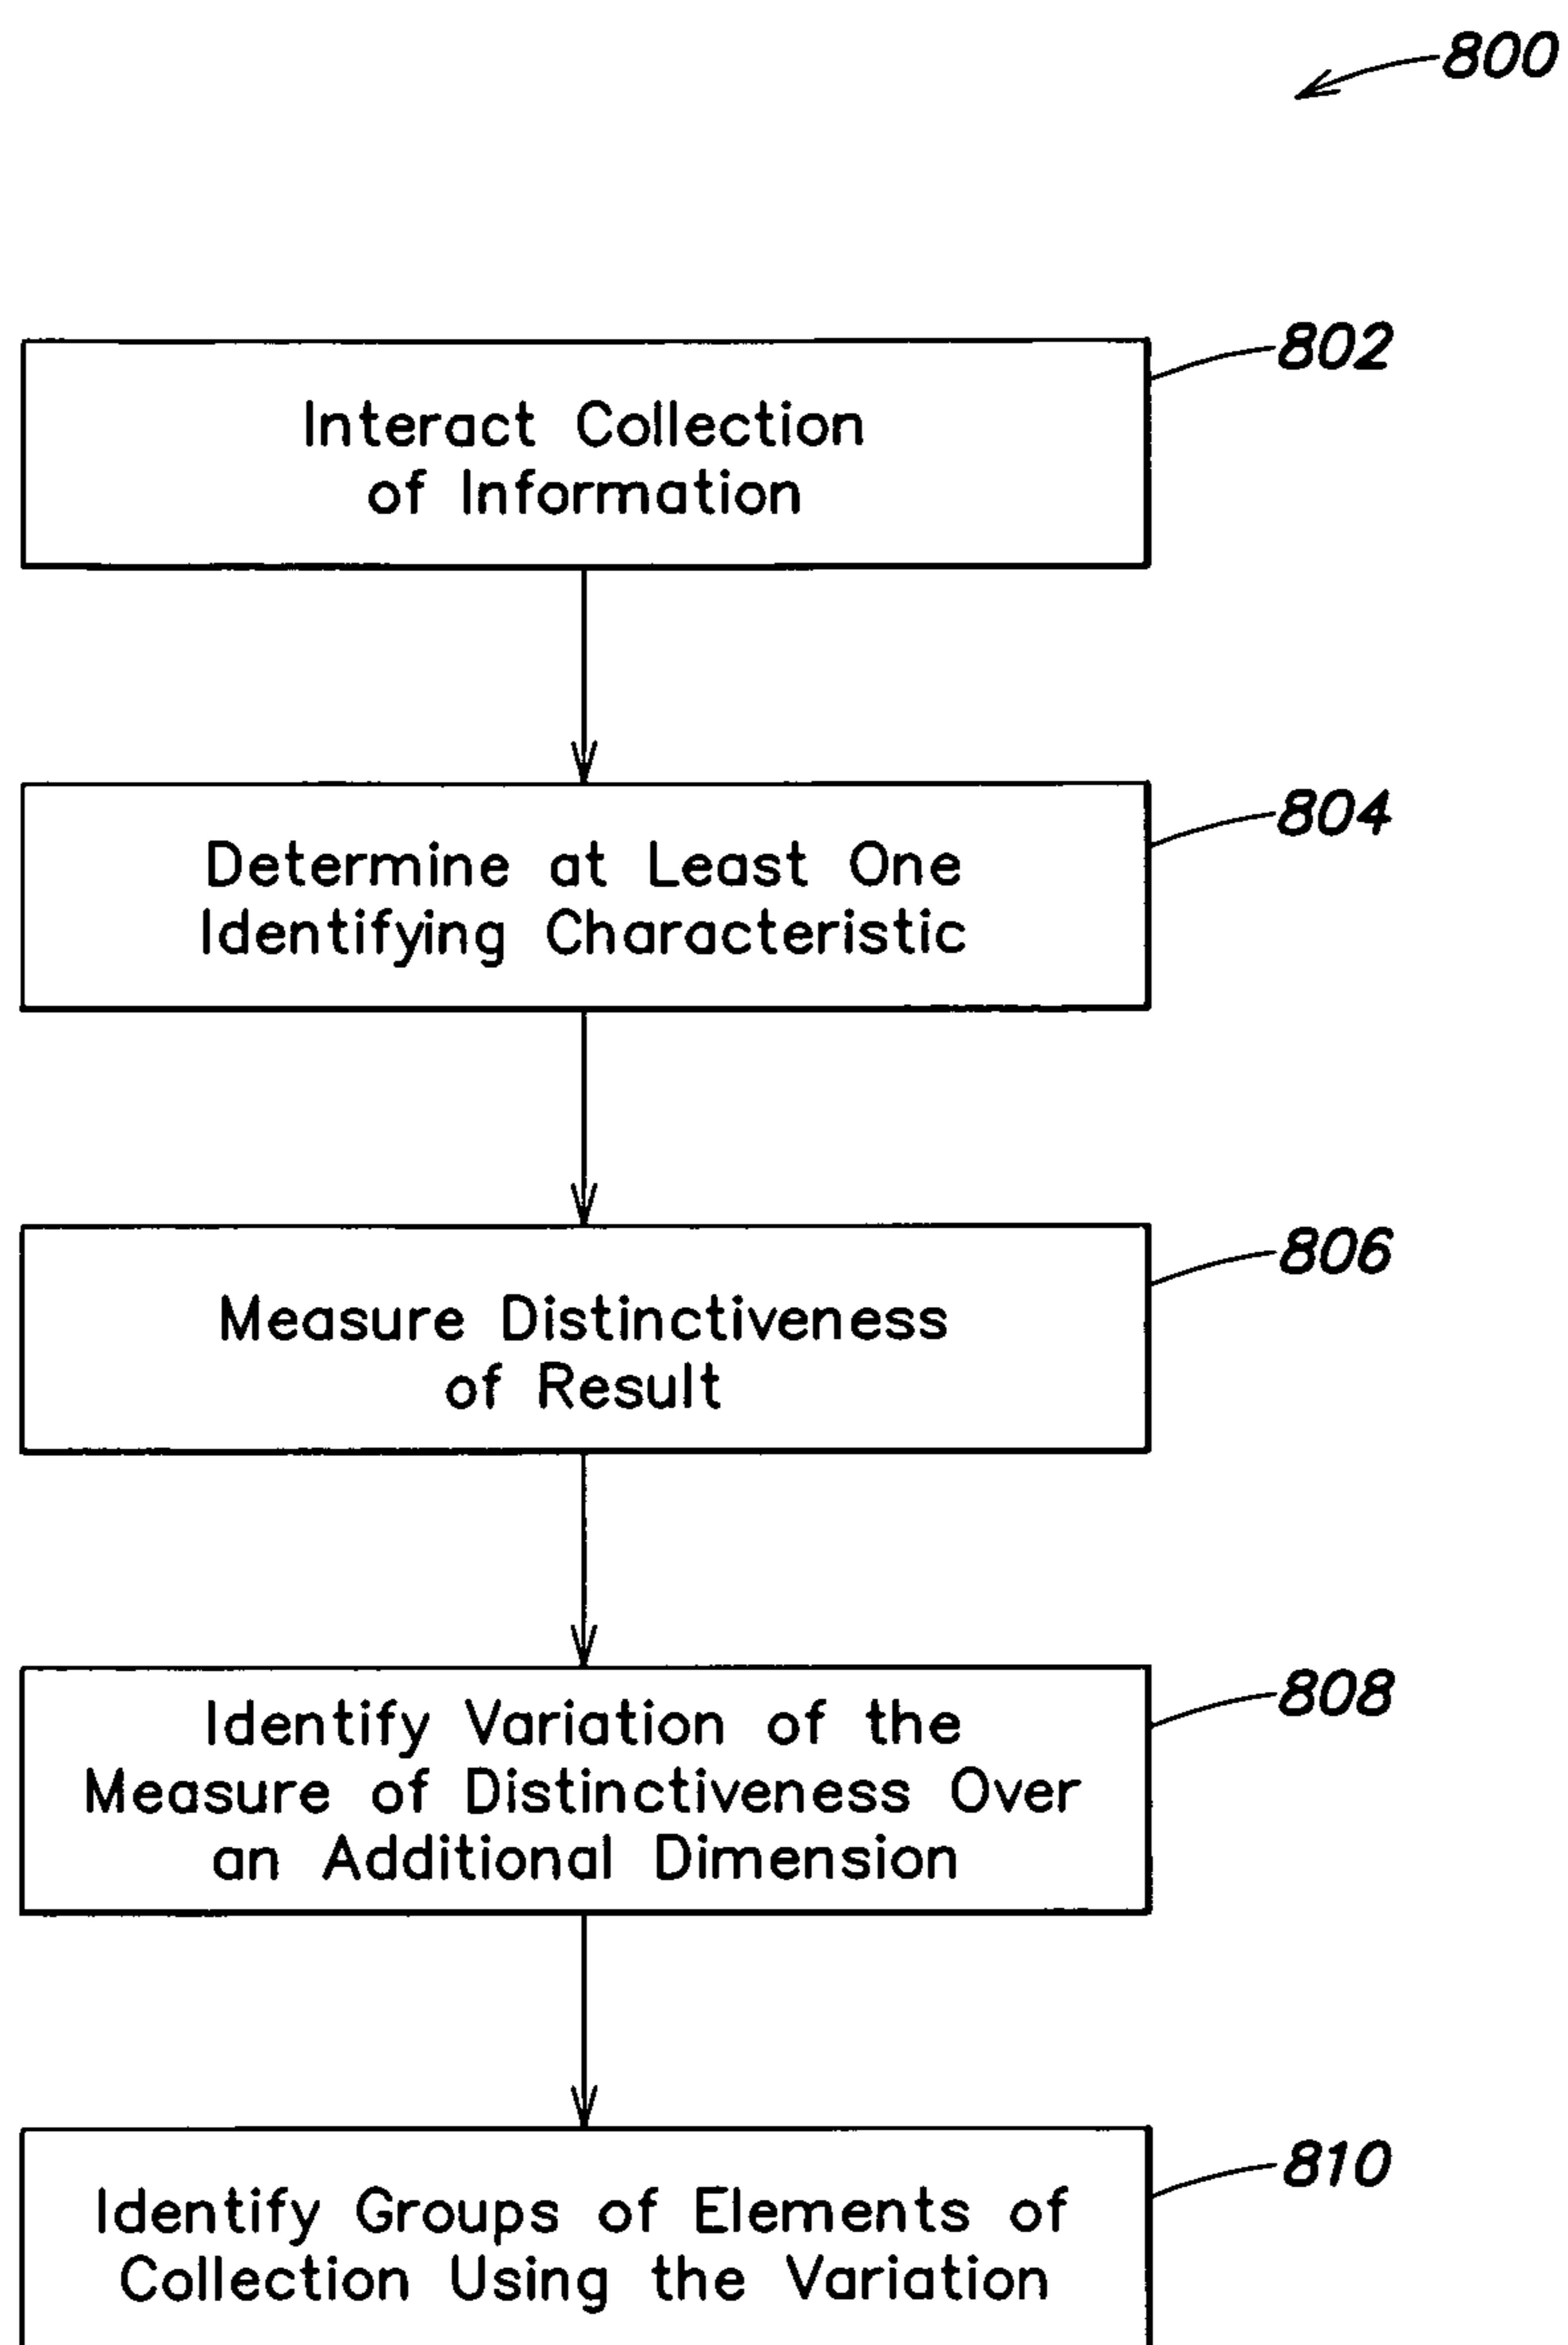 800
802
Interact Collection
of Information
804
Determine at Least One
Identifying Characteristic
806
Measure Distinctiveness
of Result
808
Identify Variation of the
Measure of Distinctiveness Over
an Additional Dimension
810
Identify Groups of Elements of
Collection Using the Variation